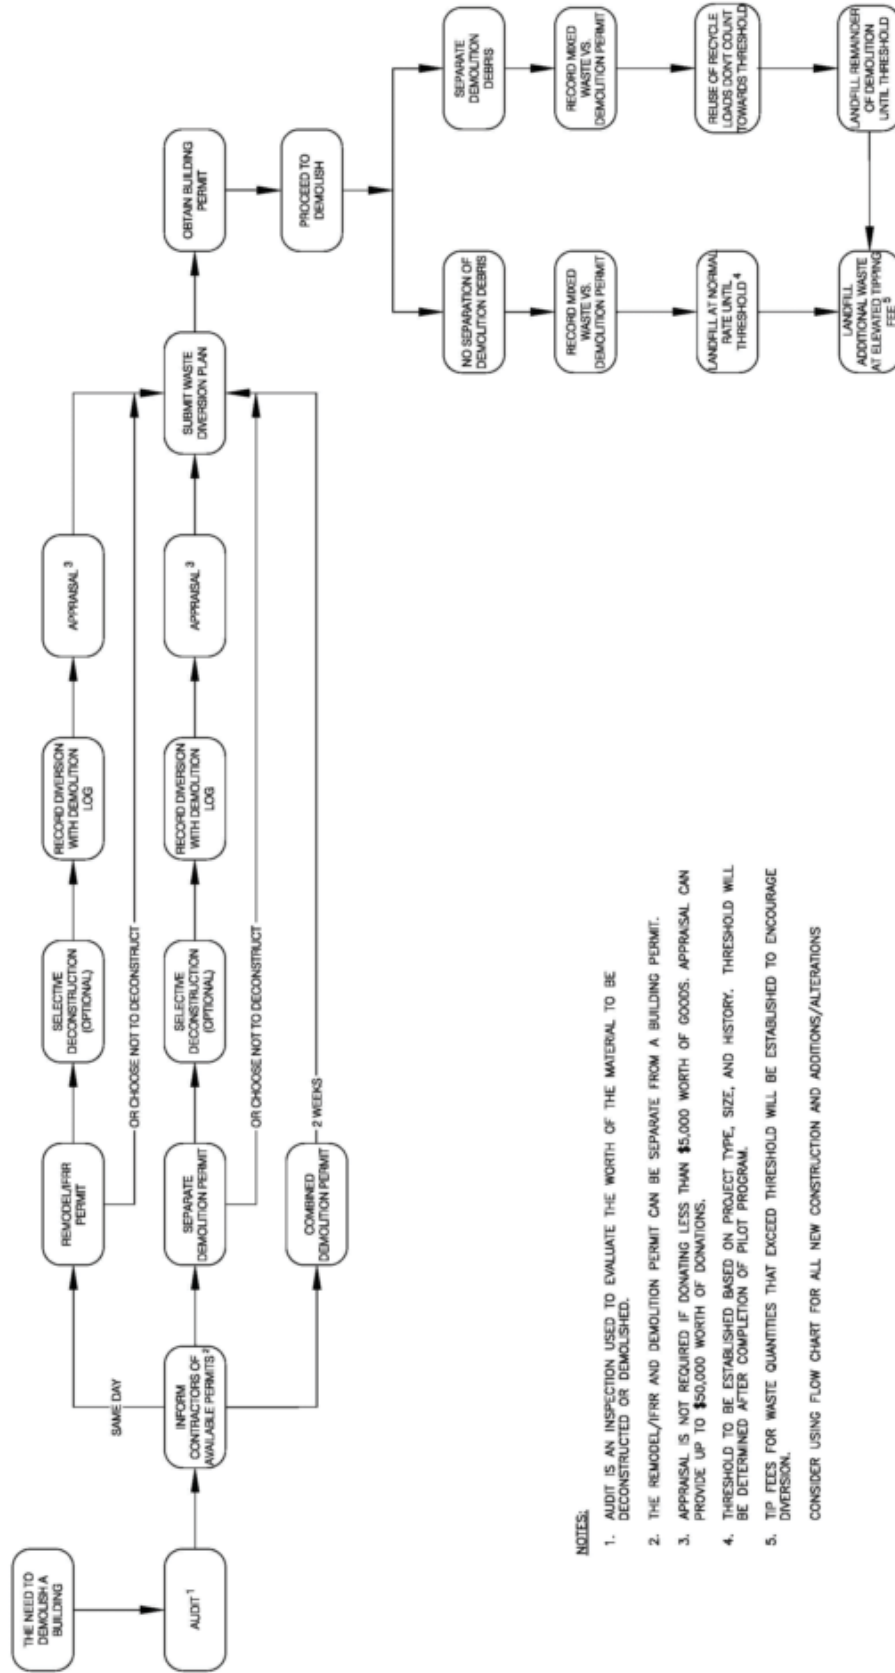 THE NEED TO
DEMOLISH A
BUILDING
AUDIT 1
INFORM
CONTRACTORS OF
AVAILABLE PERMITS 2
SAME DAY
REMODEL/IFRR
PERMIT
SELECTIVE
DECONSTRUCTION
(OPTIONAL)
RECORD DIVERSION
WITH DEMOLITION
LOG
APPRAISAL 3
OR CHOOSE NOT TO DECONSTRUCT
SEPARATE
DEMOLITION PERMIT
SELECTIVE
DECONSTRUCTION
(OPTIONAL)
RECORD DIVERSION
WITH DEMOLITION
LOG
APPRAISAL 3
OR CHOOSE NOT TO DECONSTRUCT
COMBINED
DEMOLITION PERMIT
2 WEEKS
SUBMIT WASTE
DIVERSION PLAN
OBTAIN BUILDING
PERMIT
PROCEED TO
DEMOLISH
NO SEPARATION OF
DEMOLITION DEBRIS
RECORD MIXED
WASTE VS.
DEMOLITION PERMIT
LANDFILL AT NORMAL
RATE UNTIL
THRESHOLD 4
LANDFILL
ADDITIONAL WASTE
AT ELEVATED TIPPING
FEE 5
SEPARATE
DEMOLITION
DEBRIS
RECORD MIXED
WASTE VS.
DEMOLITION PERMIT
REUSE OF RECYCLE
LOADS DON'T COUNT
TOWARDS THRESHOLD
LANDFILL REMAINDER
OF DEMOLITION
UNTIL THRESHOLD
NOTES:
1. AUDIT IS AN INSPECTION USED TO EVALUATE THE WORTH OF THE MATERIAL TO BE
DECONSTRUCTED OR DEMOLISHED.
2. THE REMODEL/IFRR AND DEMOLITION PERMIT CAN BE SEPARATE FROM A BUILDING PERMIT.
3. APPRAISAL IS NOT REQUIRED IF DONATING LESS THAN $5,000 WORTH OF GOODS. APPRAISAL CAN
PROVIDE UP TO $50,000 WORTH OF DONATIONS.
4. THRESHOLD TO BE ESTABLISHED BASED ON PROJECT TYPE, SIZE, AND HISTORY. THRESHOLD WILL
BE DETERMINED AFTER COMPLETION OF PILOT PROGRAM.
5. TIP FEES FOR WASTE QUANTITIES THAT EXCEED THRESHOLD WILL BE ESTABLISHED TO ENCOURAGE
DIVERSION.
CONSIDER USING FLOW CHART FOR ALL NEW CONSTRUCTION AND ADDITIONS/ALTERATIONS